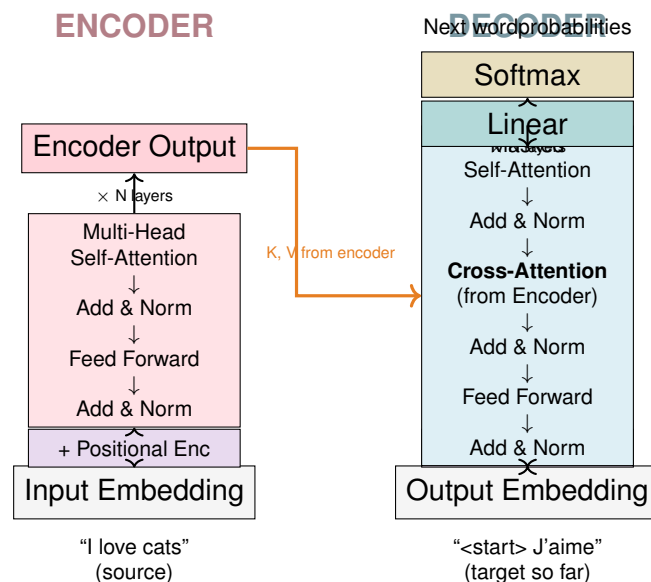 ENCODER
Encoder Output
× N layers
Multi-Head
Self-Attention
↓
Add & Norm
↓
Feed Forward
↓
Add & Norm
+ Positional Enc
Input Embedding
“I love cats”
(source)
K, V from encoder
DECODER
Next wordprobabilities
Softmax
Linear
Self-Attention
↓
Add & Norm
↓
Cross-Attention
(from Encoder)
↓
Add & Norm
↓
Feed Forward
↓
Add & Norm
Output Embedding
“<start> J’aime”
(target so far)